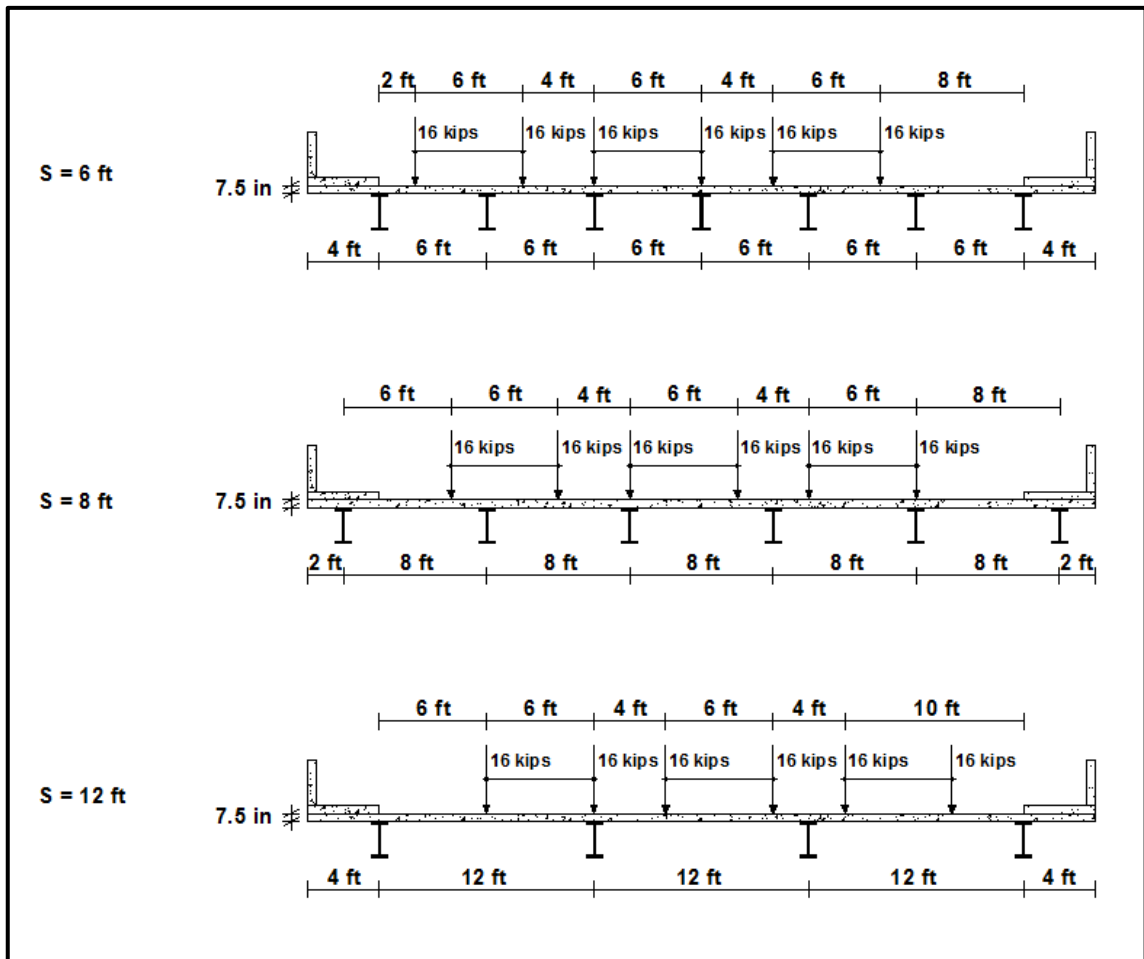 2 ft 6 ft 4 ft 6 ft 4 ft 6 ft 8 ft
16 kips 16 kips 16 kips 16 kips 16 kips 16 kips
S = 6 ft
7.5 in
4 ft 6 ft 6 ft 6 ft 6 ft 6 ft 6 ft 4 ft
6 ft 6 ft 4 ft 6 ft 4 ft 6 ft 8 ft
16 kips 16 kips 16 kips 16 kips 16 kips 16 kips
S = 8 ft
7.5 in
2 ft 8 ft 8 ft 8 ft 8 ft 8 ft 2 ft
6 ft 6 ft 4 ft 6 ft 4 ft 10 ft
16 kips 16 kips 16 kips 16 kips 16 kips 16 kips
S = 12 ft
7.5 in
4 ft 12 ft 12 ft 12 ft 4 ft